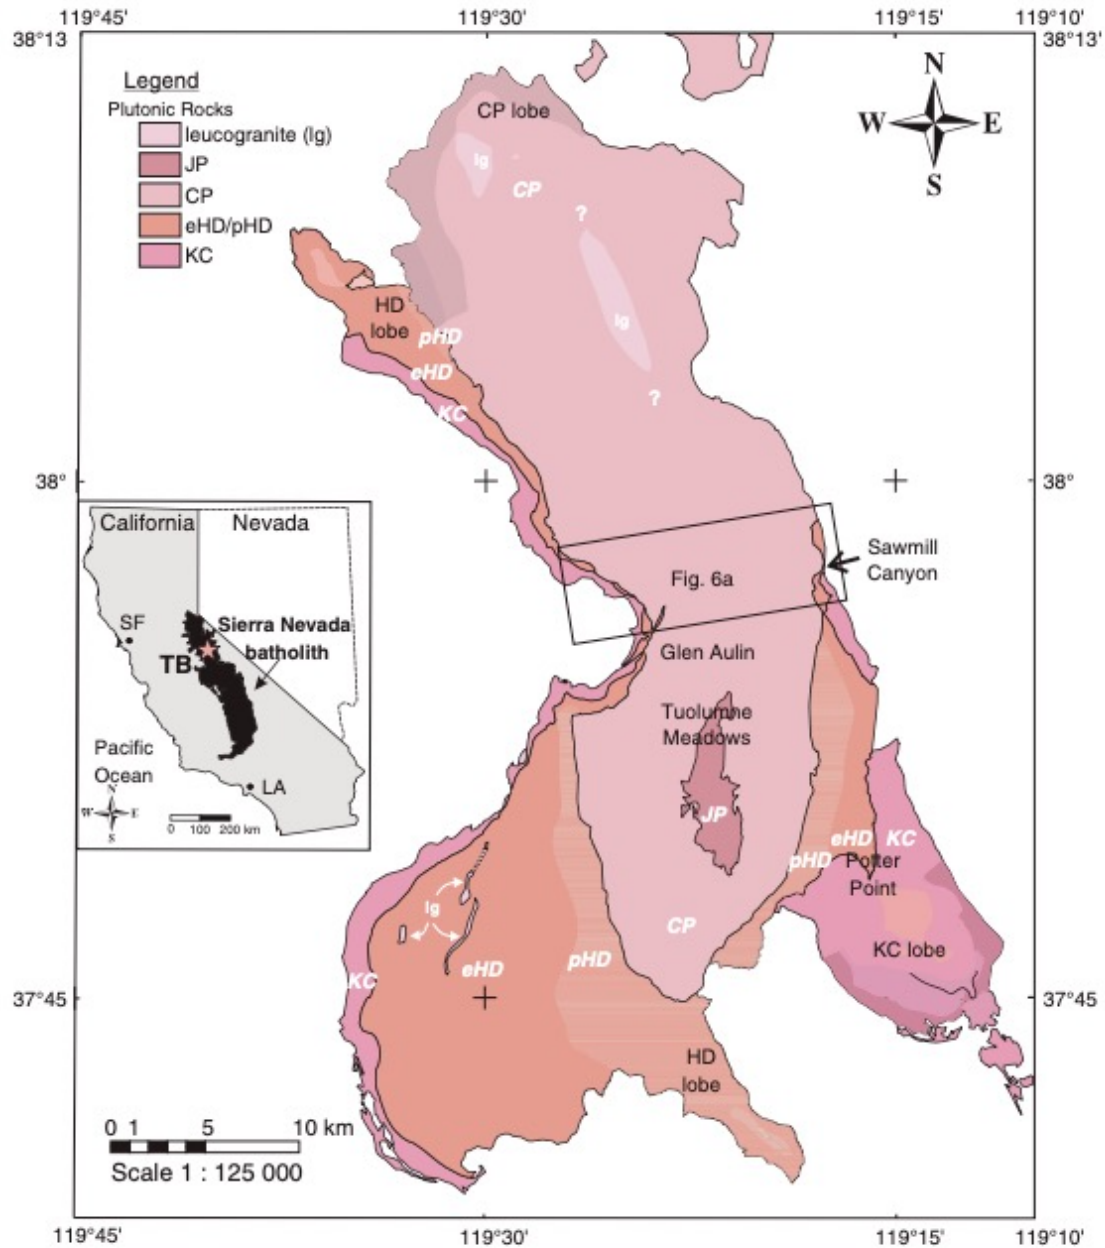 119°45'
119°30'
119°15'
119°10'
38°13'
38°13'
Legend
Plutonic Rocks
leucogranite (lg)
JP
CP
eHD/pHD
KC
N
W
E
S
CP lobe
lg
CP
?
lg
?
HD
lobe
pHD
eHD
KC
38°
38°
Fig. 6a
Sawmill
Canyon
Glen Aulin
Tuolumne
Meadows
JP
California
Nevada
SF
Sierra Nevada
batholith
TB
Pacific
Ocean
LA
N
W
E
S
0 100 200 km
eHD
KC
pHD
Potter
Point
KC lobe
CP
lg
KC
eHD
pHD
37°45
37°45
HD
lobe
0 1 5 10 km
Scale 1 : 125 000
119°45'
119°30'
119°15'
119°10'